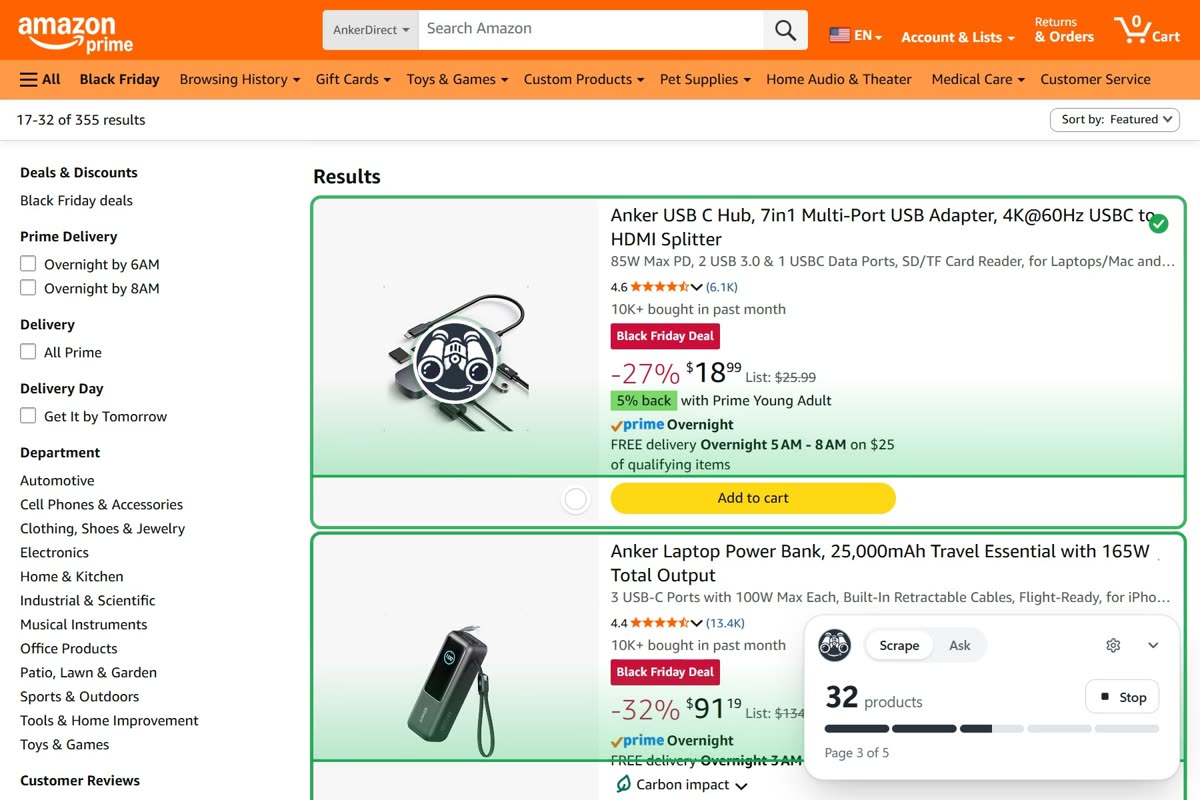 amazon
prime
AnkerDirect
Search Amazon
EN
Account & Lists
Returns
& Orders
0
Cart
All
Black Friday
Browsing History
Gift Cards
Toys & Games
Custom Products
Pet Supplies
Home Audio & Theater
Medical Care
Customer Service
17-32 of 355 results
Sort by: Featured
Deals & Discounts
Black Friday deals
Prime Delivery
Overnight by 6AM
Overnight by 8AM
Delivery
All Prime
Delivery Day
Get It by Tomorrow
Department
Automotive
Cell Phones & Accessories
Clothing, Shoes & Jewelry
Electronics
Home & Kitchen
Industrial & Scientific
Musical Instruments
Office Products
Patio, Lawn & Garden
Sports & Outdoors
Tools & Home Improvement
Toys & Games
Customer Reviews
Results
Anker USB C Hub, 7in1 Multi-Port USB Adapter, 4K@60Hz USBC to
HDMI Splitter
85W Max PD, 2 USB 3.0 & 1 USBC Data Ports, SD/TF Card Reader, for Laptops/Mac and…
4.6 (6.1K)
10K+ bought in past month
Black Friday Deal
-27% $18.99 List: $25.99
5% back with Prime Young Adult
prime Overnight
FREE delivery Overnight 5 AM - 8 AM on $25
of qualifying items
Add to cart
Anker Laptop Power Bank, 25,000mAh Travel Essential with 165W
Total Output
3 USB-C Ports with 100W Max Each, Built-In Retractable Cables, Flight-Ready, for iPho…
4.4 (13.4K)
10K+ bought in past month
Black Friday Deal
-32% $91.19 List: $134
prime Overnight
FREE delivery Overnight 3 AM
Carbon impact
Scrape
Ask
32 products
Stop
Page 3 of 5